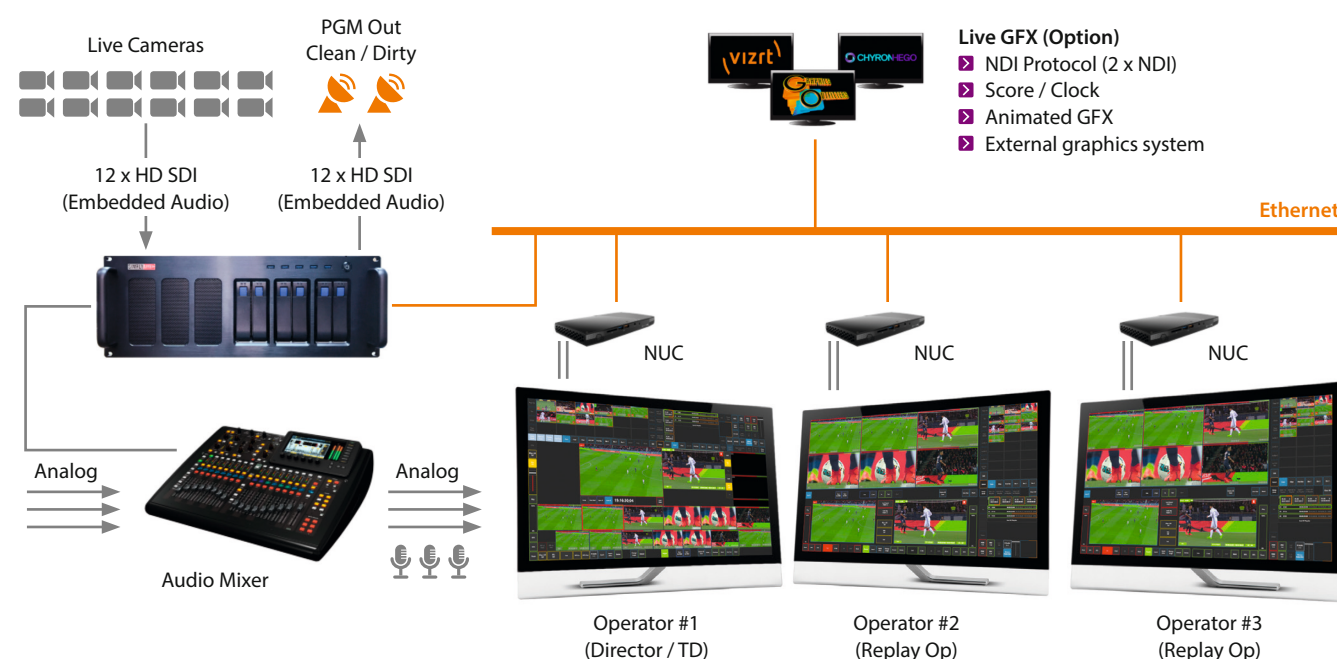 Live Cameras
PGM Out
Clean / Dirty
12 x HD SDI
(Embedded Audio)
12 x HD SDI
(Embedded Audio)
vizrt
CHYRONHEGO
Live GFX (Option)
NDI Protocol (2 x NDI)
Score / Clock
Animated GFX
External graphics system
Ethernet
NUC
NUC
NUC
Analog
Analog
Audio Mixer
Operator #1
(Director / TD)
Operator #2
(Replay Op)
Operator #3
(Replay Op)